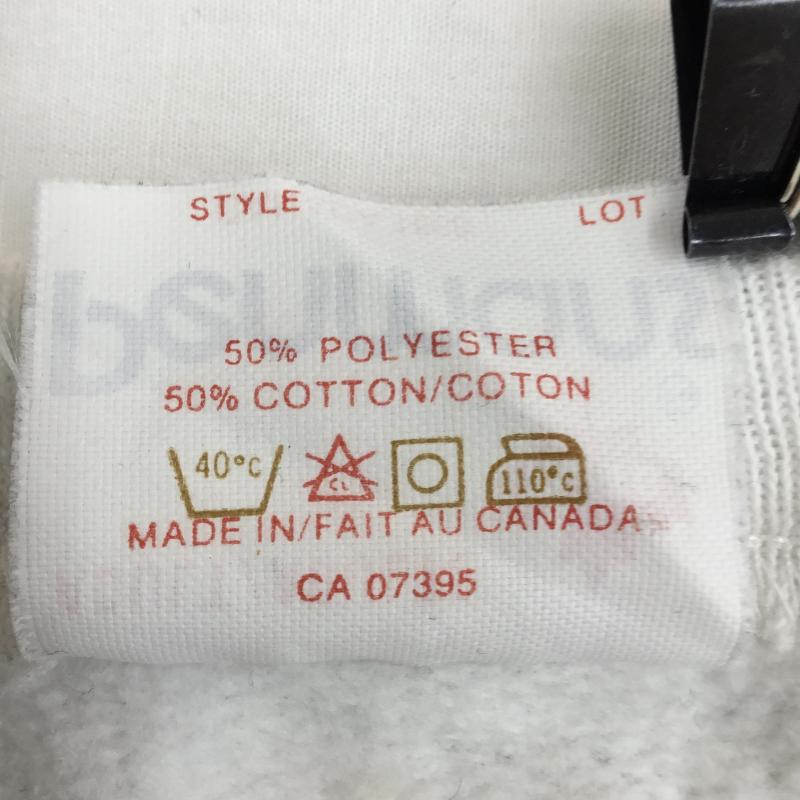 STYLE LOT
50% POLYESTER
50% COTTON/COTON
40°C CL 110°C
MADE IN/FAIT AU CANADA
CA 07395